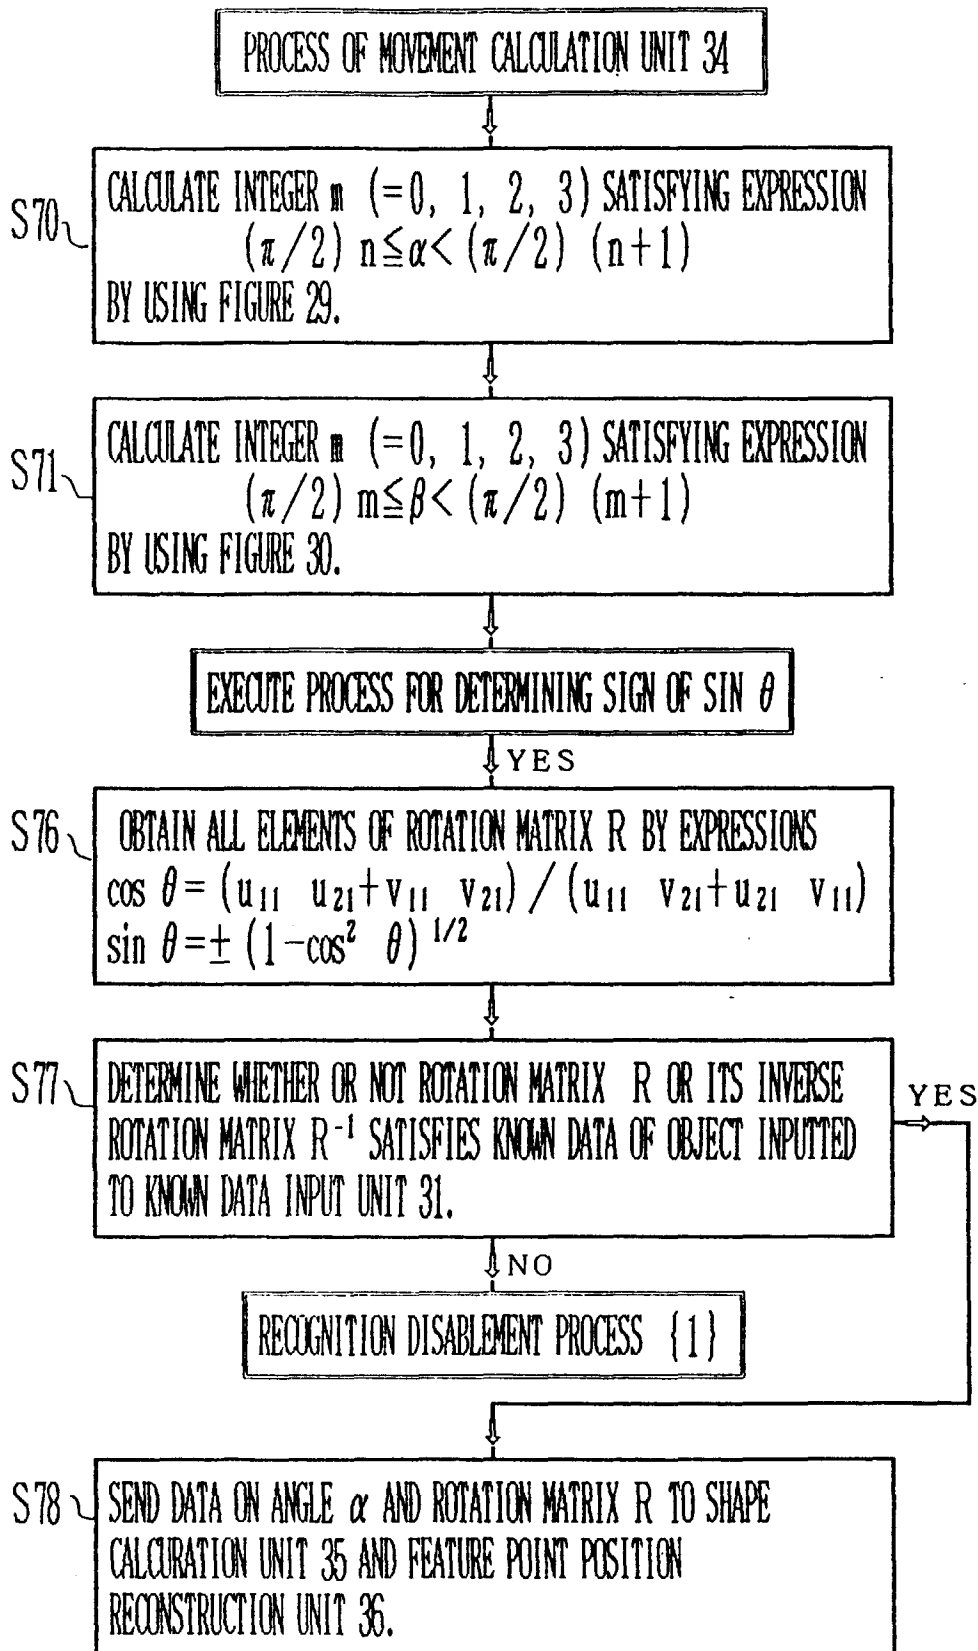 PROCESS OF MOVEMENT CALCULATION UNIT 34
S70
CALCULATE INTEGER m (=0, 1, 2, 3) SATISFYING EXPRESSION
(π/2) n≦α<(π/2) (n+1)
BY USING FIGURE 29.
S71
CALCULATE INTEGER m (=0, 1, 2, 3) SATISFYING EXPRESSION
(π/2) m≦β<(π/2) (m+1)
BY USING FIGURE 30.
EXECUTE PROCESS FOR DETERMINING SIGN OF SIN θ
YES
S76
OBTAIN ALL ELEMENTS OF ROTATION MATRIX R BY EXPRESSIONS
cos θ = (u₁₁ u₂₁+v₁₁ v₂₁) / (u₁₁ v₂₁+u₂₁ v₁₁)
sin θ=± (1-cos² θ)^1/2
S77
DETERMINE WHETHER OR NOT ROTATION MATRIX R OR ITS INVERSE
ROTATION MATRIX R⁻¹ SATISFIES KNOWN DATA OF OBJECT INPUTTED
TO KNOWN DATA INPUT UNIT 31.
YES
NO
RECOGNITION DISABLEMENT PROCESS {1}
S78
SEND DATA ON ANGLE α AND ROTATION MATRIX R TO SHAPE
CALCURATION UNIT 35 AND FEATURE POINT POSITION
RECONSTRUCTION UNIT 36.